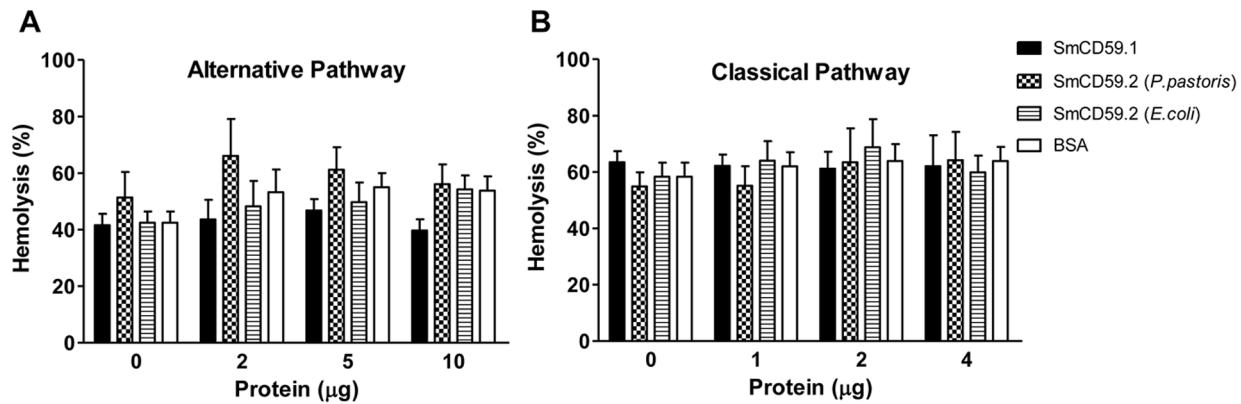 A
Alternative Pathway
Hemolysis (%)
100
80
60
40
20
0
0 2 5 10
Protein (μg)
B
Classical Pathway
Hemolysis (%)
100
80
60
40
20
0
0 1 2 4
Protein (μg)
SmCD59.1
SmCD59.2 (P.pastoris)
SmCD59.2 (E.coli)
BSA